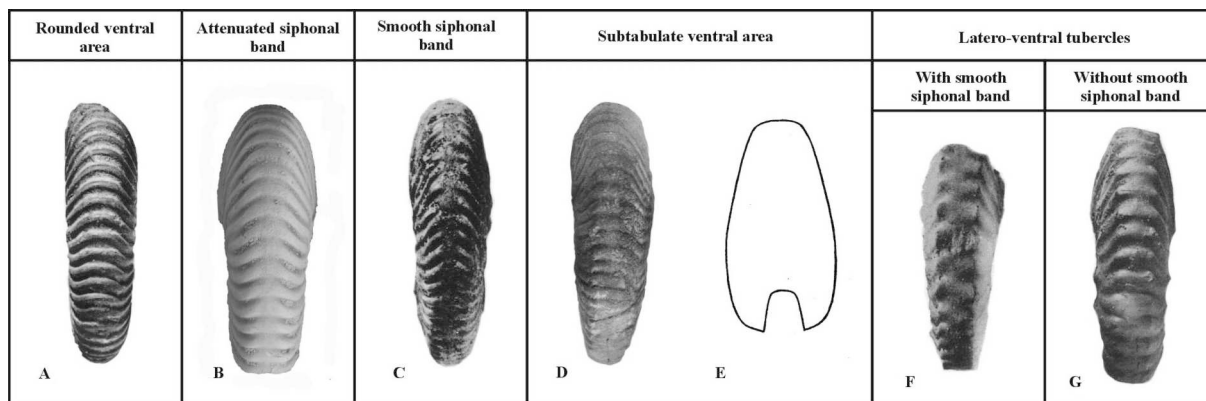 Rounded ventral
area
Attenuated siphonal
band
Smooth siphonal
band
Subtabulate ventral area
Latero-ventral tubercles
With smooth
siphonal band
Without smooth
siphonal band
A
B
C
D
E
F
G